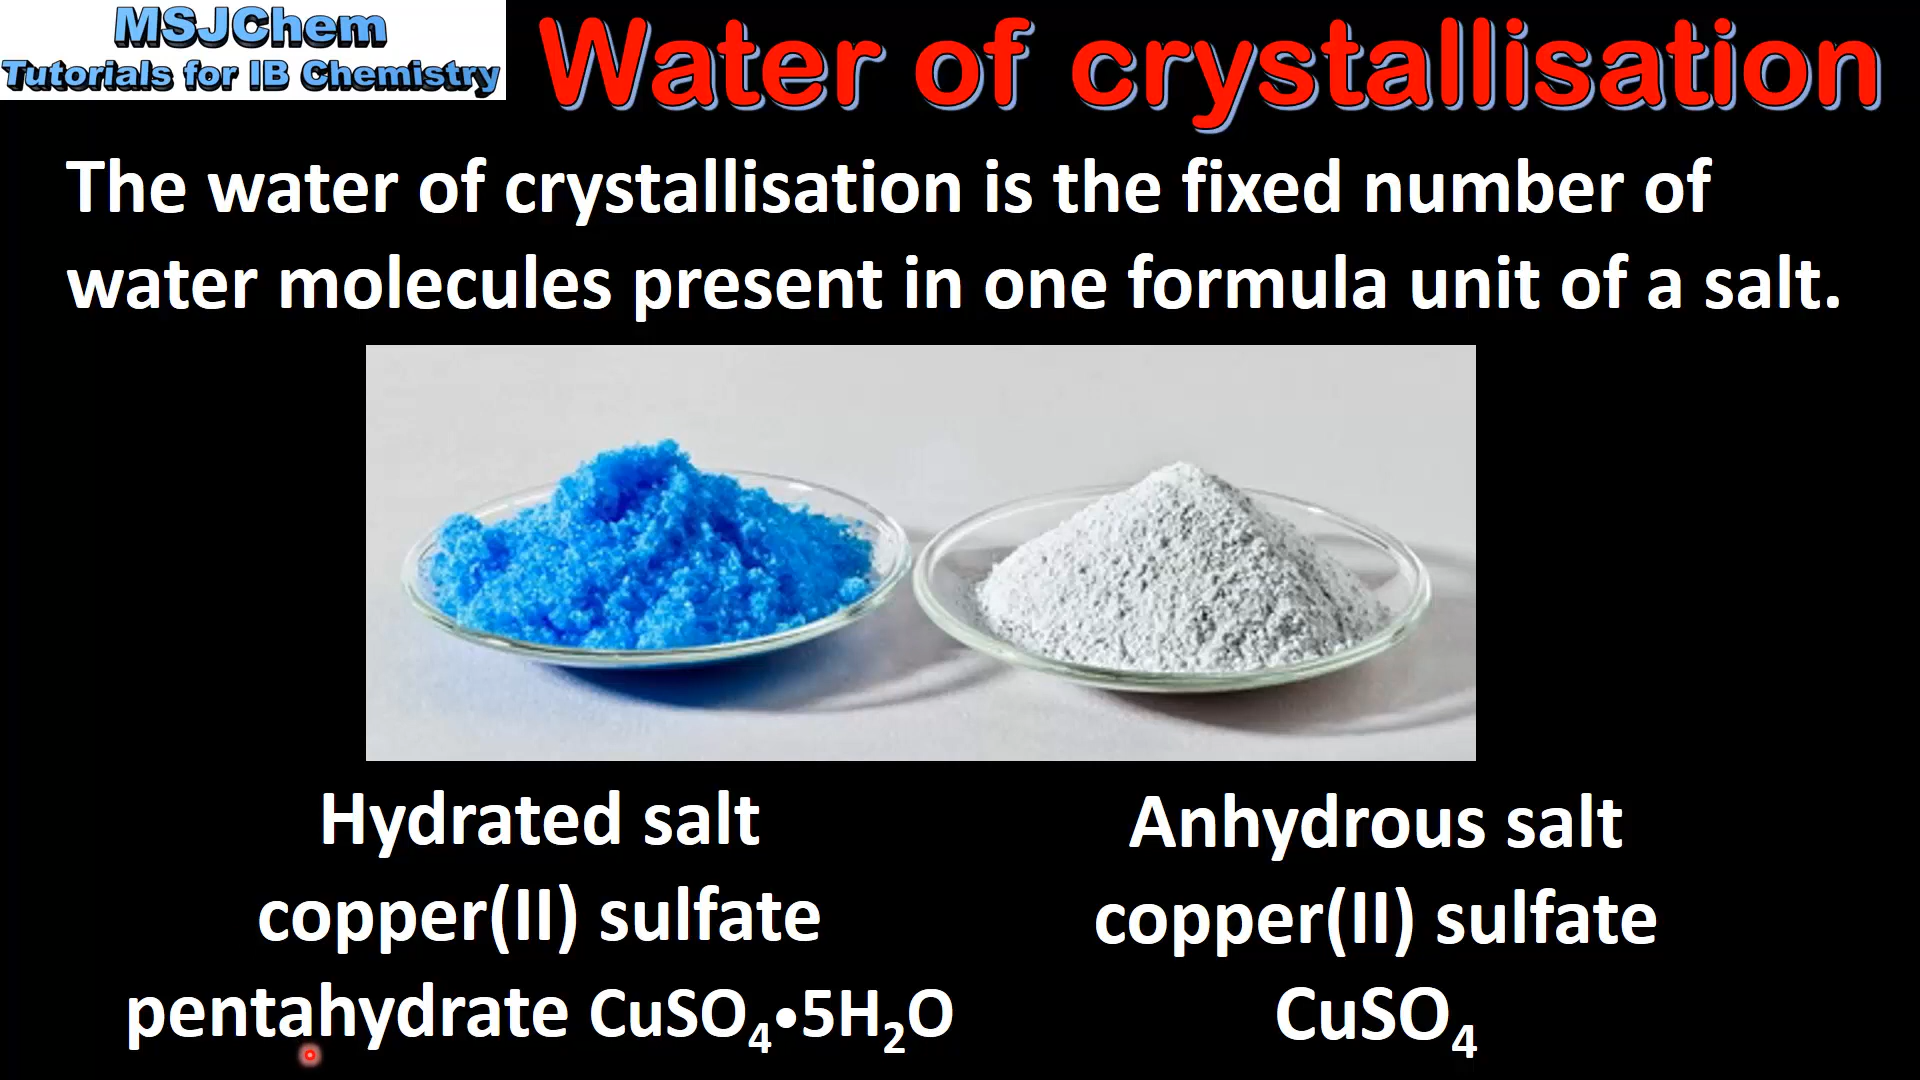 MSJChem
Tutorials for IB Chemistry
Water of crystallisation
The water of crystallisation is the fixed number of
water molecules present in one formula unit of a salt.
Hydrated salt
copper(II) sulfate
pentahydrate CuSO₄•5H₂O
Anhydrous salt
copper(II) sulfate
CuSO₄